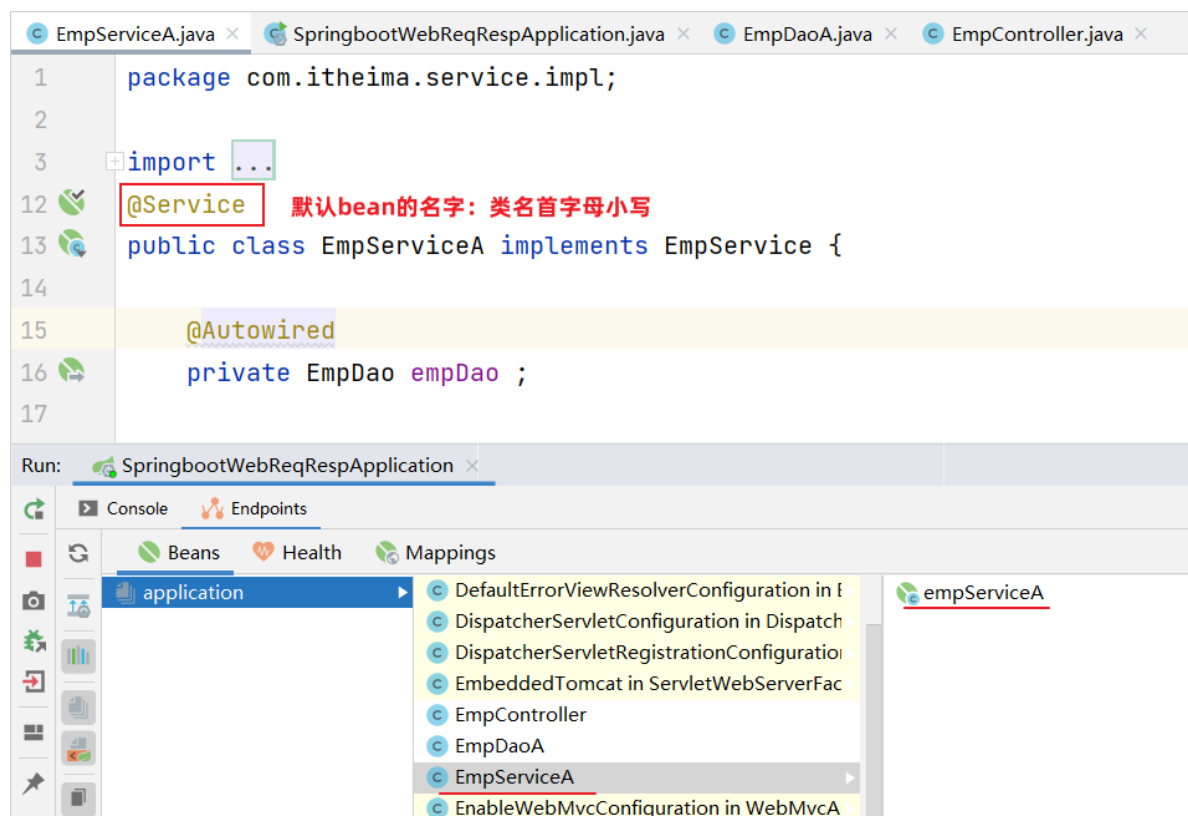 EmpServiceA.java SpringbootWebReqRespApplication.java EmpDaoA.java EmpController.java
1 package com.itheima.service.impl;
2
3 import ...
12 @Service 默认bean的名字：类名首字母小写
13 public class EmpServiceA implements EmpService {
14
15 @Autowired
16 private EmpDao empDao ;
17
Run: SpringbootWebReqRespApplication
Console Endpoints
Beans Health Mappings
application
DefaultErrorViewResolverConfiguration in
DispatcherServletConfiguration in Dispatch
DispatcherServletRegistrationConfiguration
EmbeddedTomcat in ServletWebServerFac
EmpController
EmpDaoA
EmpServiceA
EnableWebMvcConfiguration in WebMvcA
empServiceA